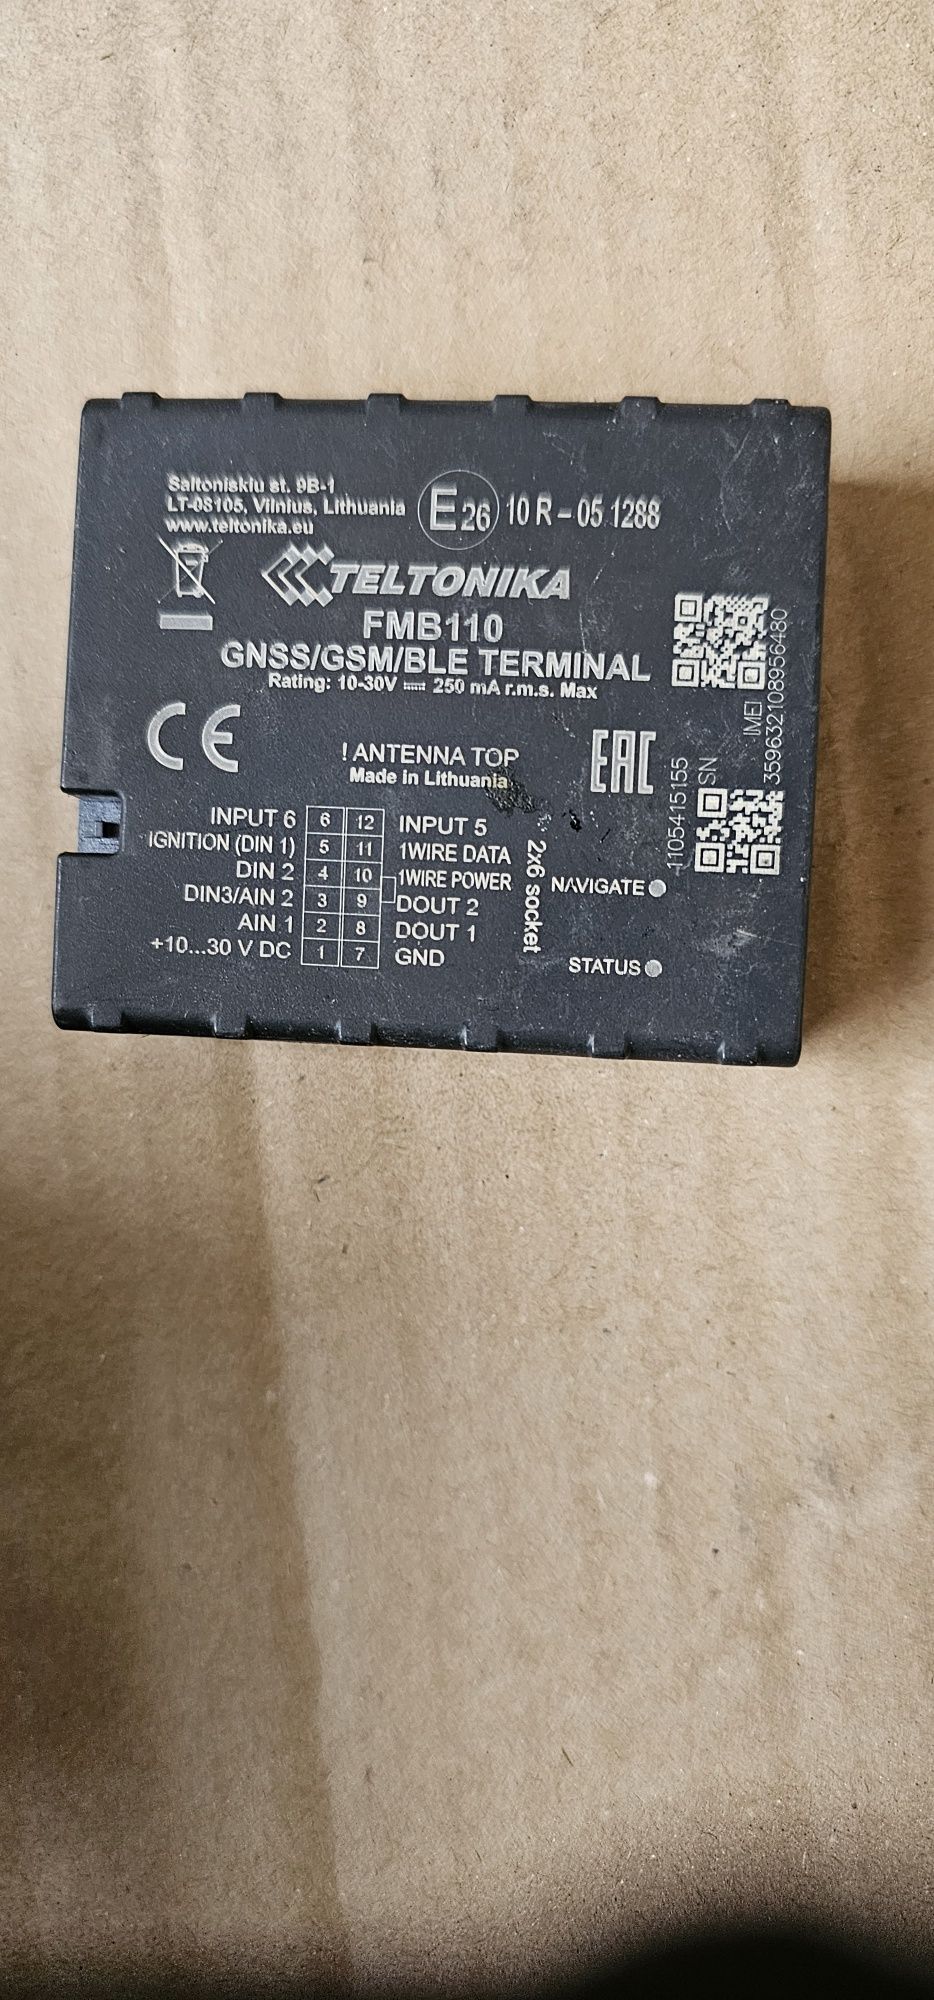 Saltoniskiu st. 9B-1
LT-08105, Vilnius, Lithuania
www.teltonika.eu
E26 10 R - 05 1288
TELTONIKA
FMB110
GNSS/GSM/BLE TERMINAL
Rating: 10-30V ⎓ 250 mA r.m.s. Max
CE
! ANTENNA TOP
Made in Lithuania
EAC
INPUT 6 6 12 INPUT 5
IGNITION (DIN 1) 5 11 1WIRE DATA
DIN 2 4 10 1WIRE POWER
DIN3/AIN 2 3 9 DOUT 2
AIN 1 2 8 DOUT 1
+10...30 V DC 1 7 GND
2x6 socket
NAVIGATE
STATUS
1105415155
SN
IMEI
359632108956480